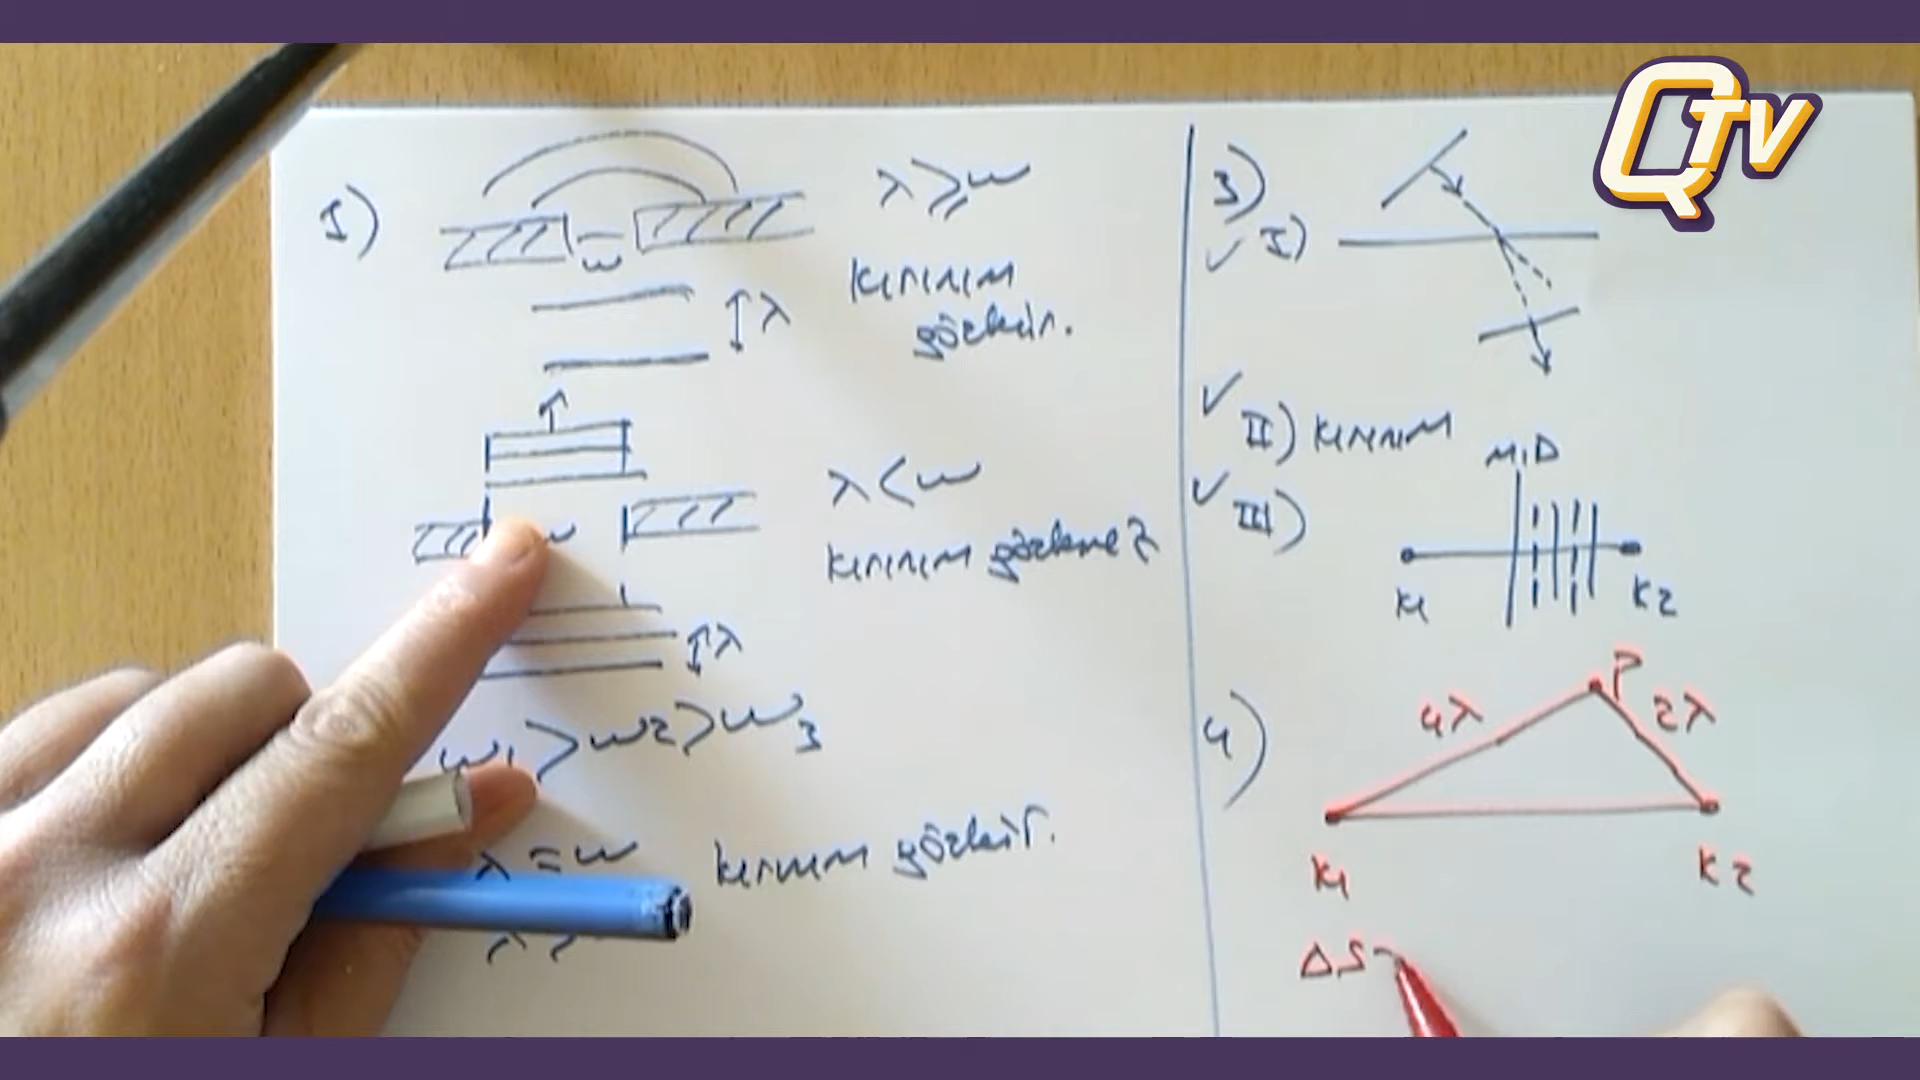 QTV
1)
w
λ ⩾ w
kırınım
gözlenir.
λ
λ < w
w
kırınım gözlenmez
λ
w1 > w2 > w3
λ = w kırınım gözlenir.
λ >
3)
✓ I)
✓ II) kırınım
✓ III)
M.D
K1 K2
4)
P
4λ 2λ
K1 K2
ΔS